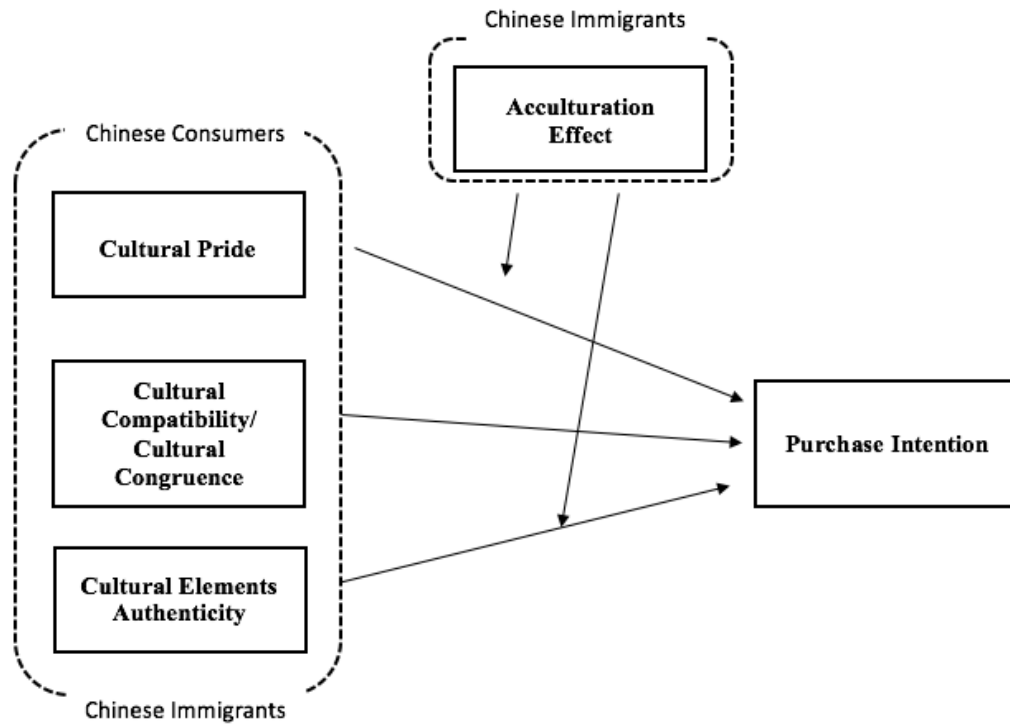 Chinese Immigrants
Acculturation
Effect
Chinese Consumers
Cultural Pride
Cultural
Compatibility/
Cultural
Congruence
Purchase Intention
Cultural Elements
Authenticity
Chinese Immigrants